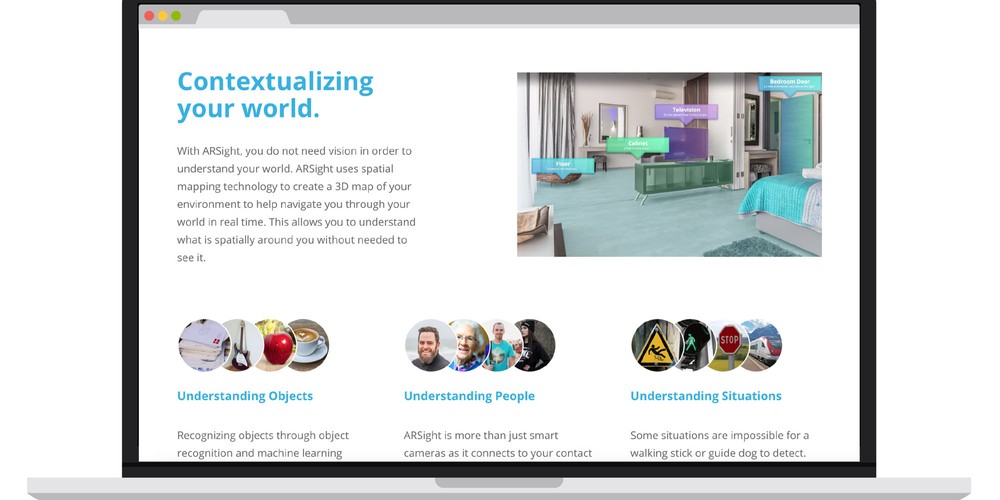 Contextualizing
your world.
With ARSight, you do not need vision in order to
understand your world. ARSight uses spatial
mapping technology to create a 3D map of your
environment to help navigate you through your
world in real time. This allows you to understand
what is spatially around you without needed to
see it.
Bedroom Door
Television
Cabinet
Floor
STOP
Understanding Objects
Understanding People
Understanding Situations
Recognizing objects through object
recognition and machine learning
ARSight is more than just smart
cameras as it connects to your contact
Some situations are impossible for a
walking stick or guide dog to detect.